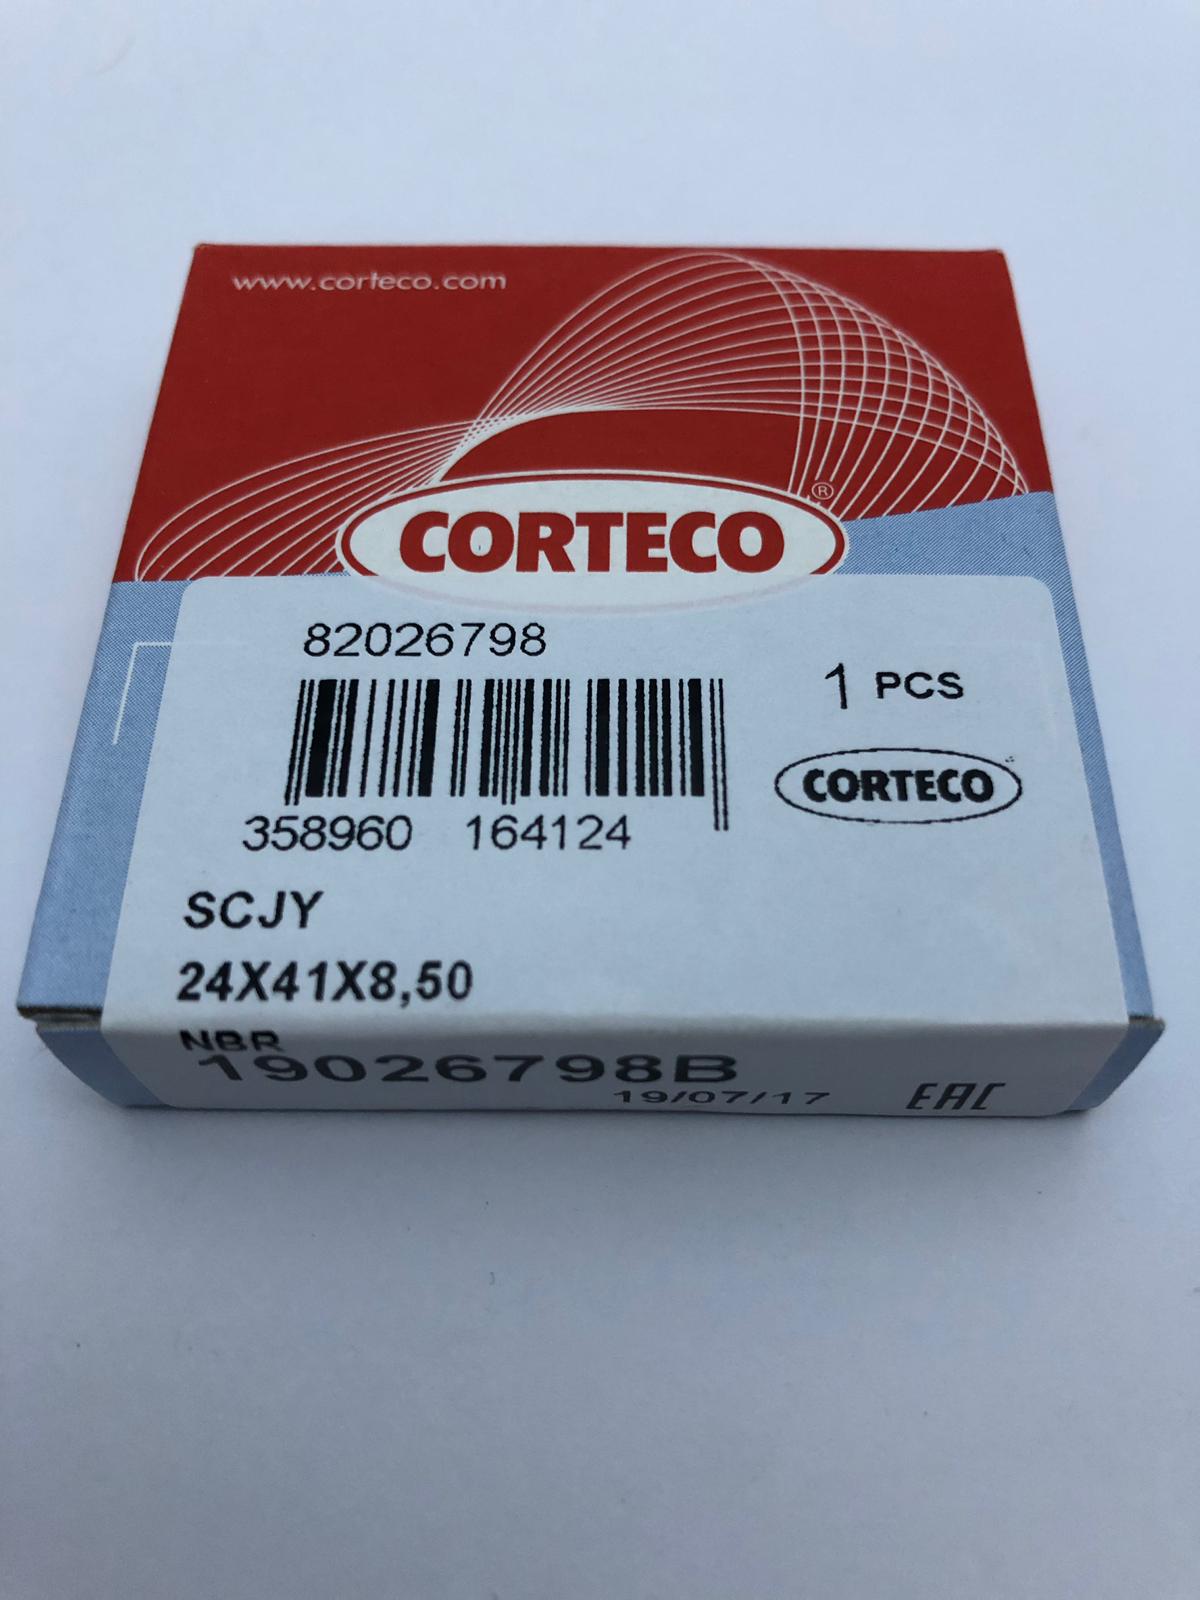 www.corteco.com
CORTECO®
82026798
1 PCS
CORTECO
358960 164124
SCJY
24X41X8,50
NBR
19026798B
19/07/17
EAC